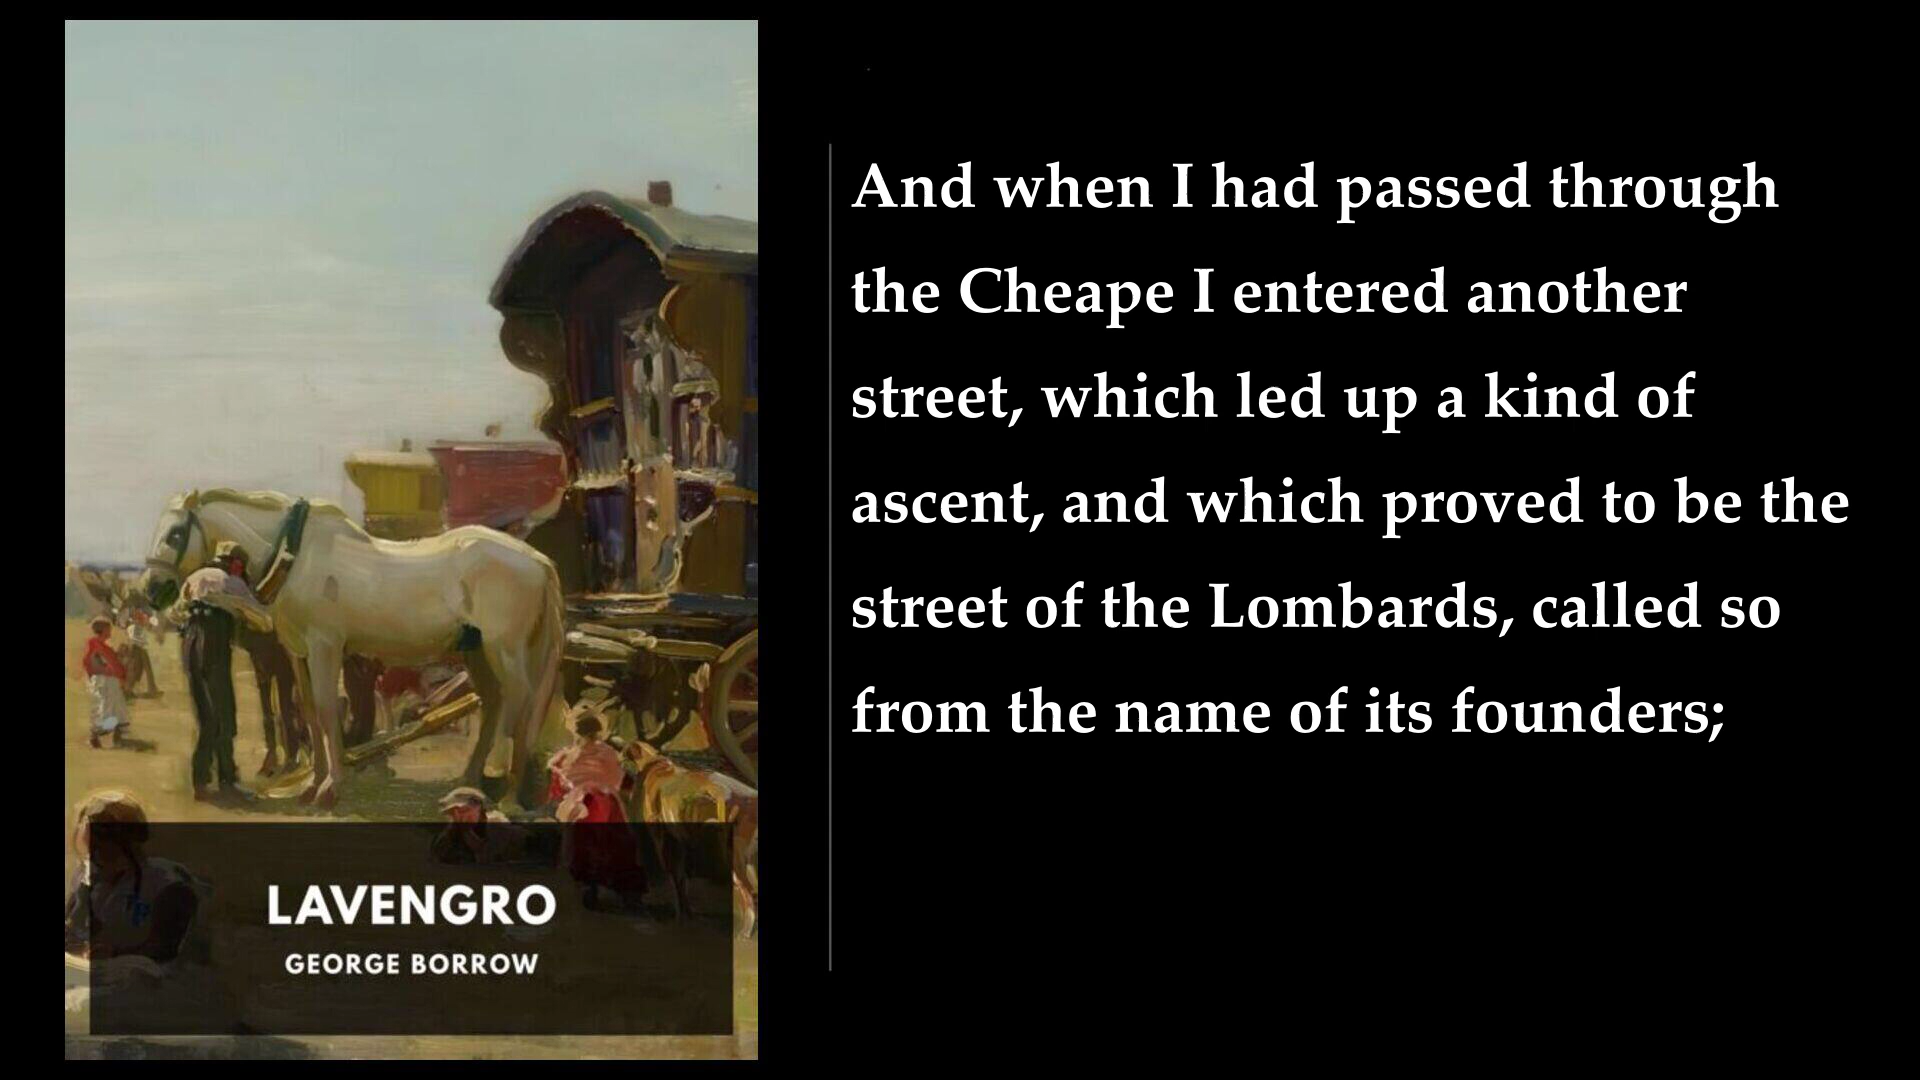 LAVENGRO
GEORGE BORROW
And when I had passed through
the Cheape I entered another
street, which led up a kind of
ascent, and which proved to be the
street of the Lombards, called so
from the name of its founders;